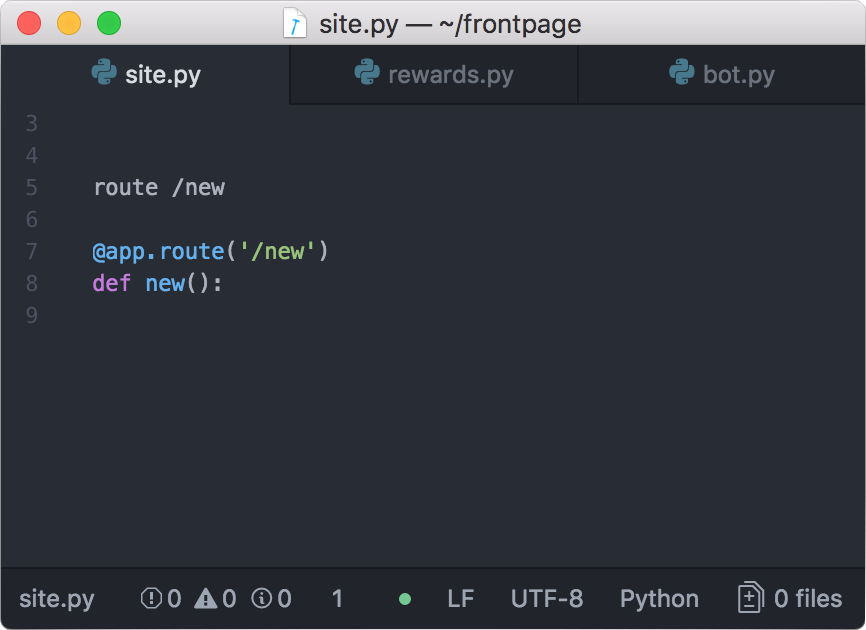 site.py — ~/frontpage
site.py rewards.py bot.py
3
4
5 route /new
6
7 @app.route('/new')
8 def new():
9
site.py 0 0 0 1 LF UTF-8 Python 0 files